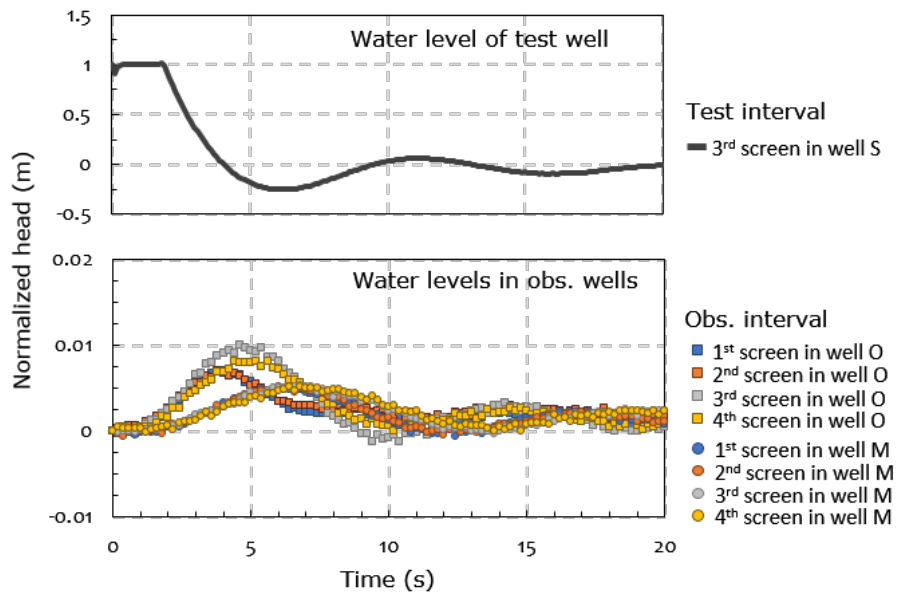 1.5
Water level of test well
1
0.5
0
-0.5
Test interval
3rd screen in well S
Normalized head (m)
0.02
Water levels in obs. wells
0.01
0
-0.01
Obs. interval
1st screen in well O
2nd screen in well O
3rd screen in well O
4th screen in well O
1st screen in well M
2nd screen in well M
3rd screen in well M
4th screen in well M
0 5 10 15 20
Time (s)